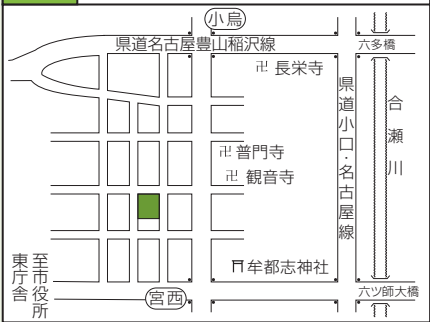 小烏
県道名古屋豊山稲沢線
六多橋
卍 長栄寺
県道小口・名古屋線
合瀬川
卍 普門寺
卍 観音寺
牟都志神社
至市役所
東庁舎
宮西
六ツ師大橋